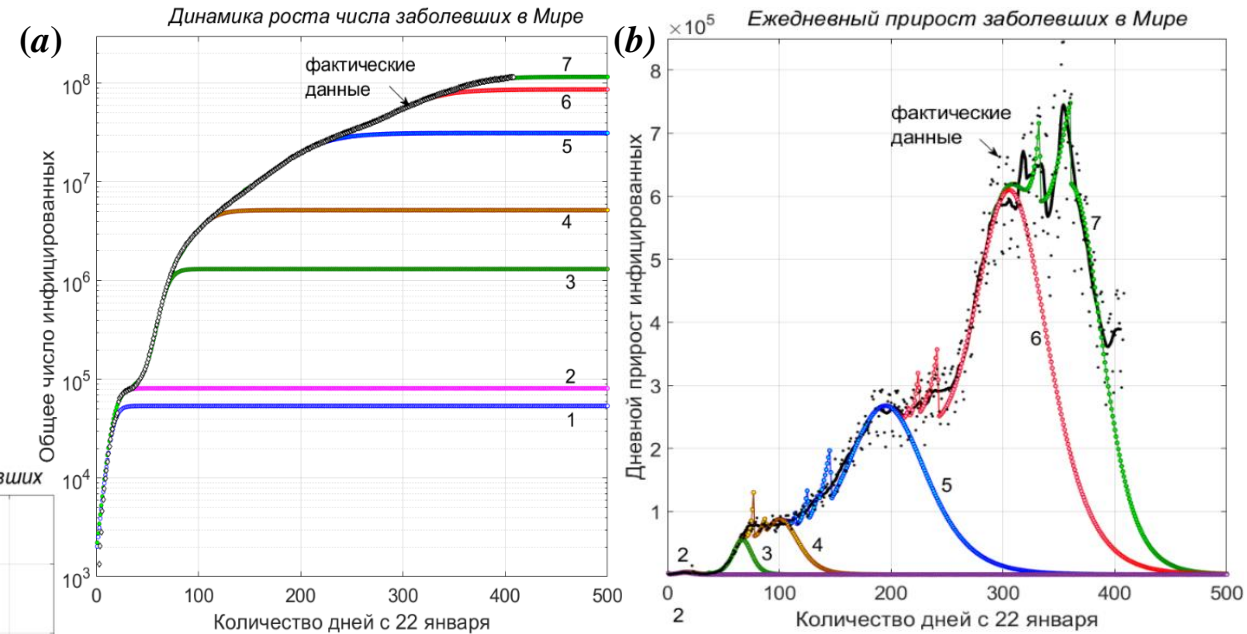 (a)
Динамика роста числа заболевших в Мире
фактические
данные
7
6
5
4
3
2
1
10^8
10^7
10^6
10^5
10^4
10^3
Общее число инфицированных
0 100 200 300 400 500
Количество дней с 22 января
вших
(b)
Ежедневный прирост заболевших в Мире
×10^5
фактические
данные
8
7
6
5
4
3
2
1
Дневной прирост инфицированных
2
3
4
5
6
7
0 100 200 300 400 500
2
Количество дней с 22 января